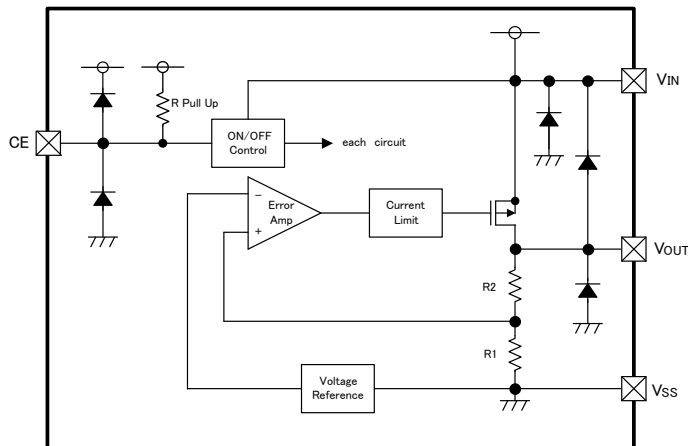 VIN
R Pull Up
CE
ON/OFF
Control
each circuit
−
Error
Amp
+
Current
Limit
VOUT
R2
R1
Voltage
Reference
VSS